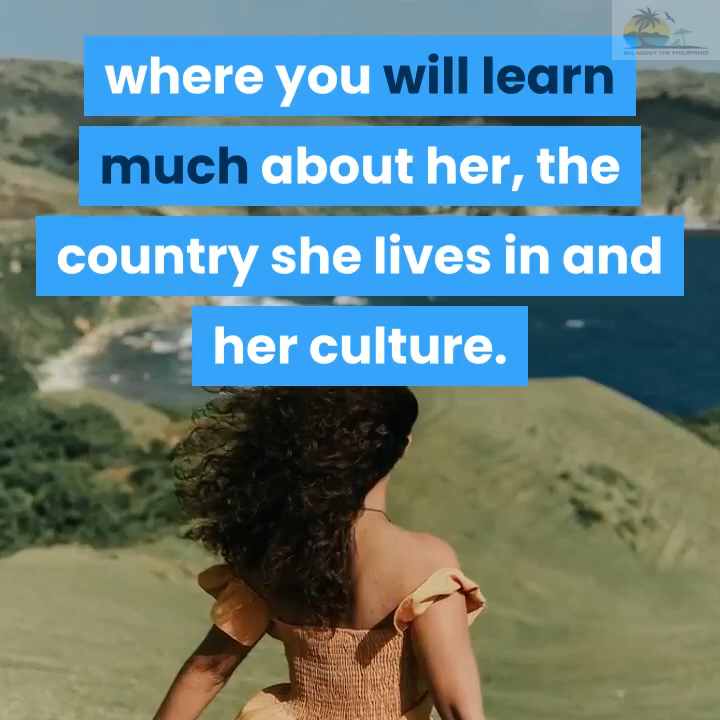 ALL ABOUT THE PHILIPPINES
where you will learn
much about her, the
country she lives in and
her culture.